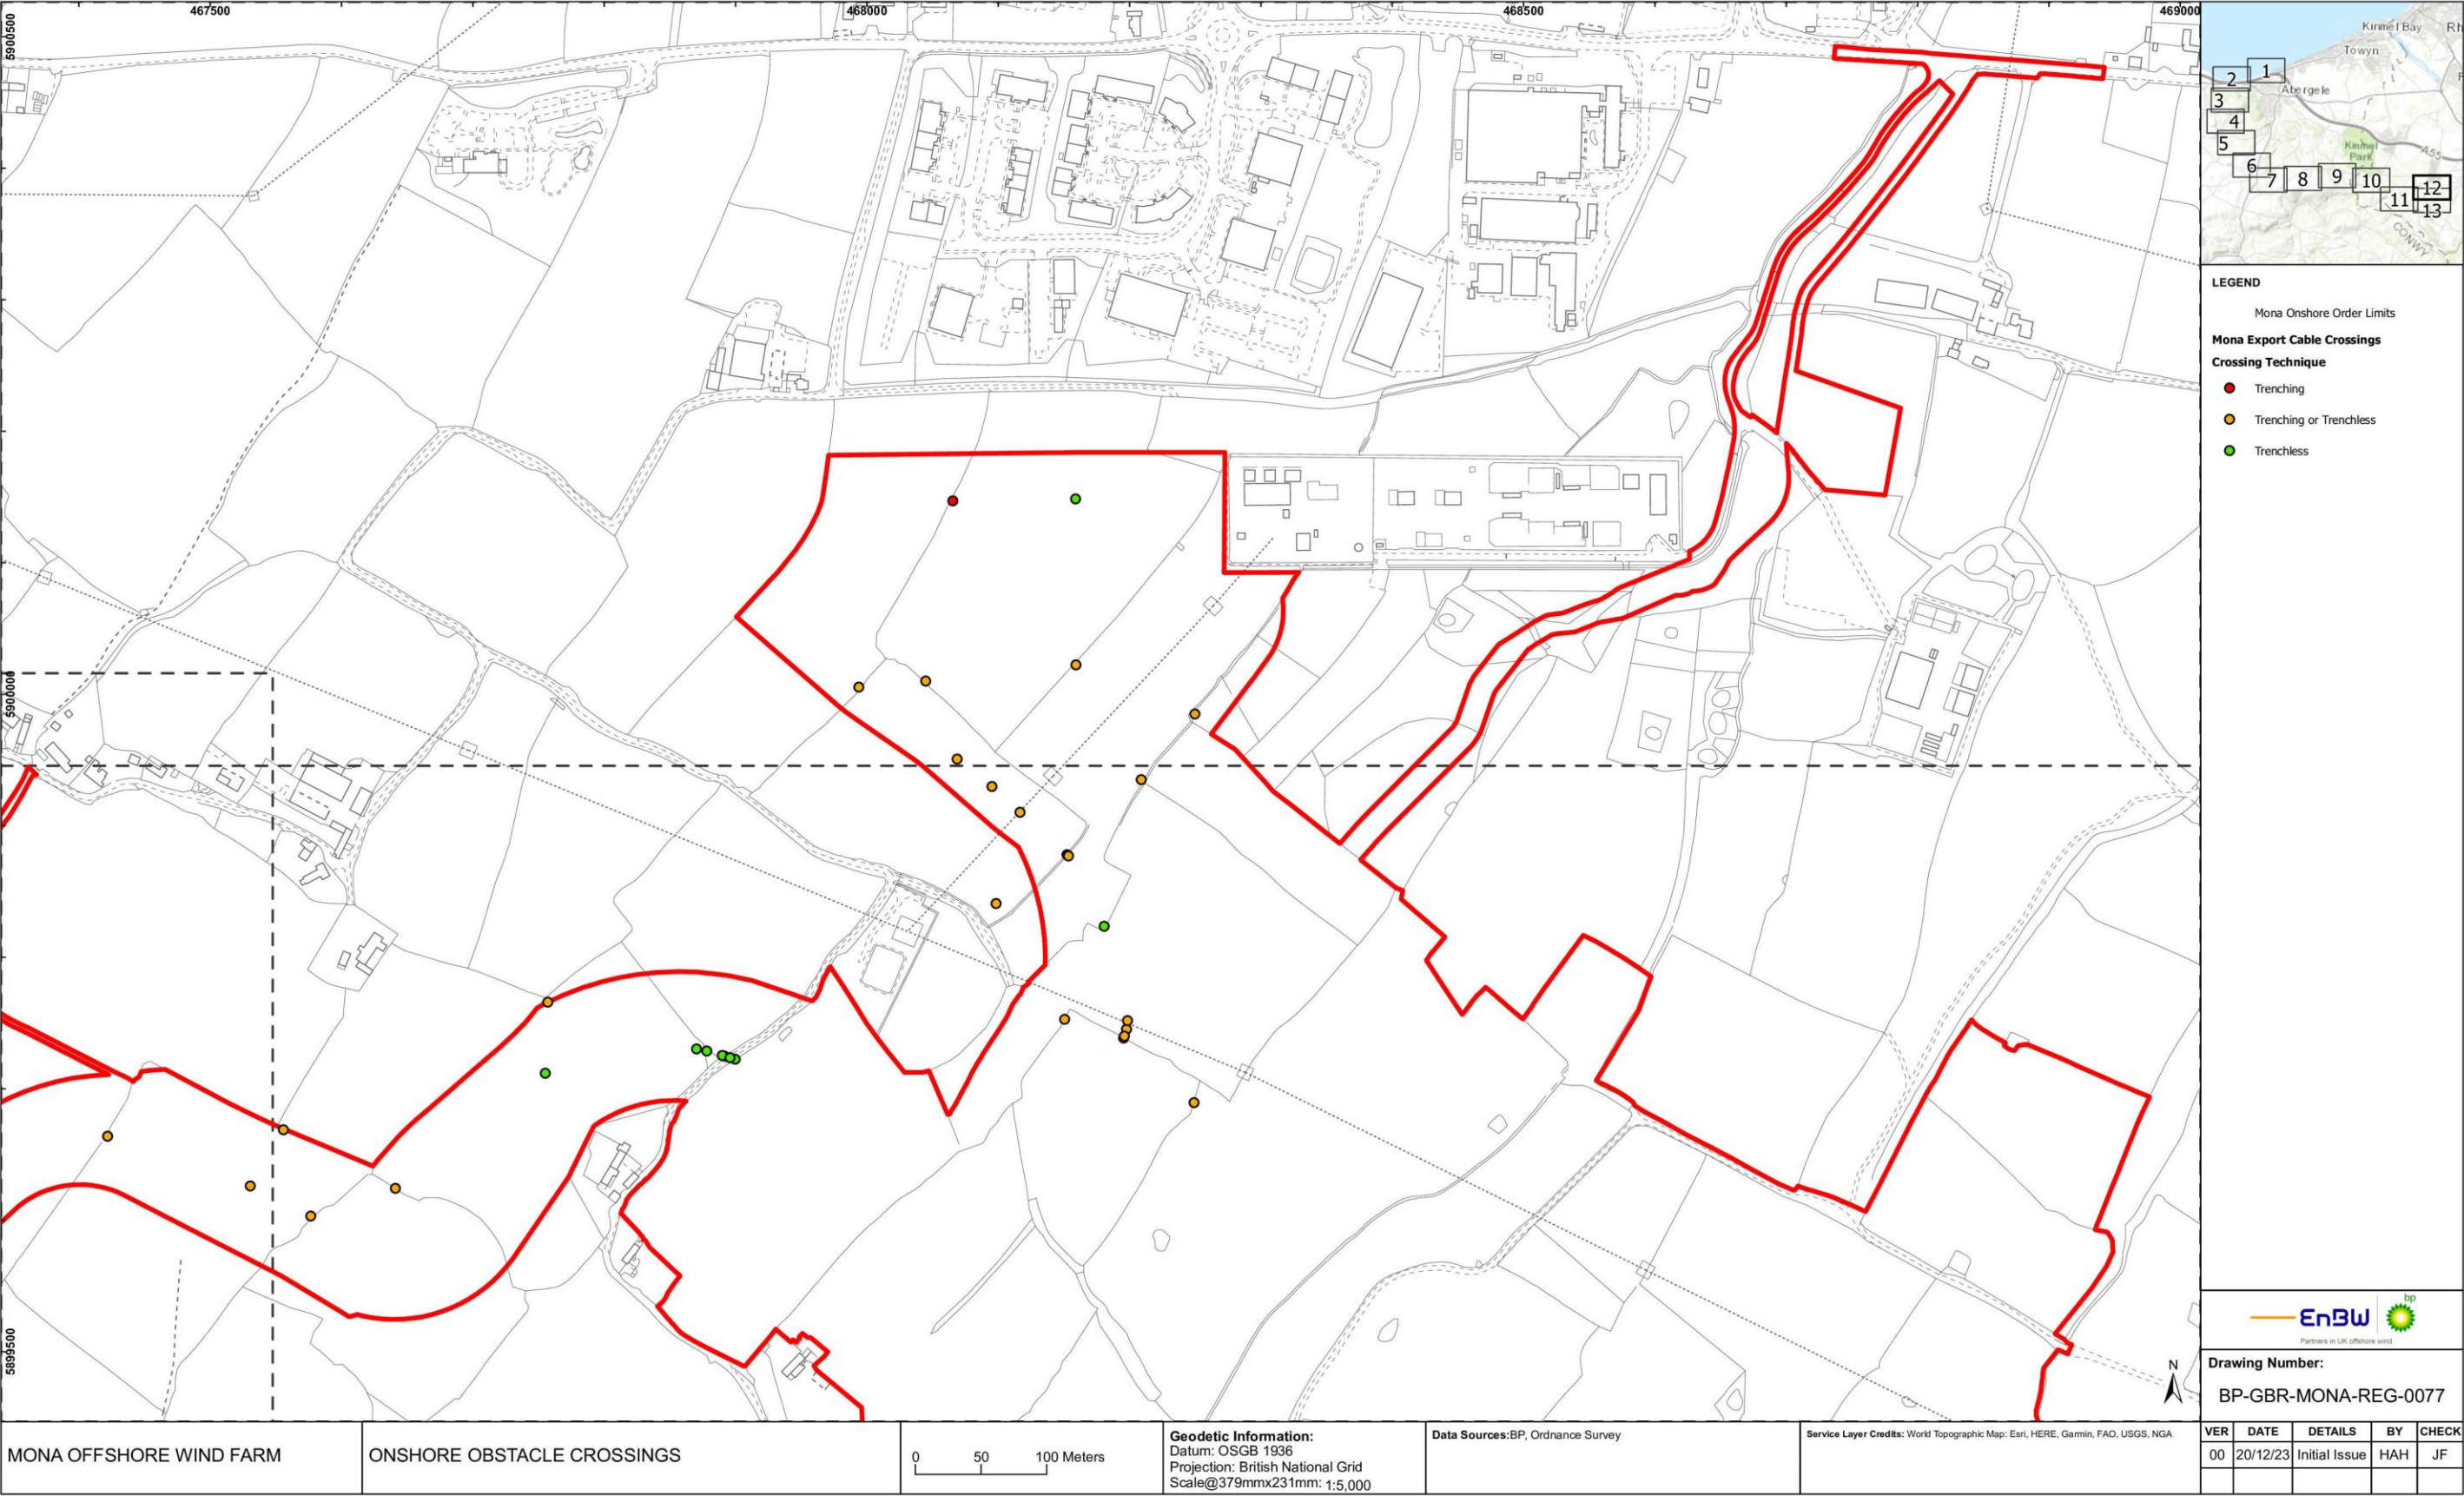 467500
468000
468500
469000
5900500
5900000
5899500
Kinmel Bay
Rh
Towyn
Abergele
Kinmel
Park
A55
CONWY
1
2
3
4
5
6
7
8
9
10
11
12
13
LEGEND
Mona Onshore Order Limits
Mona Export Cable Crossings
Crossing Technique
Trenching
Trenching or Trenchless
Trenchless
N
EnBW
bp
Partners in UK offshore wind
Drawing Number:
BP-GBR-MONA-REG-0077
VER DATE DETAILS BY CHECK
00 20/12/23 Initial Issue HAH JF
MONA OFFSHORE WIND FARM
ONSHORE OBSTACLE CROSSINGS
0 50 100 Meters
Geodetic Information:
Datum: OSGB 1936
Projection: British National Grid
Scale@379mmx231mm: 1:5,000
Data Sources:BP, Ordnance Survey
Service Layer Credits: World Topographic Map: Esri, HERE, Garmin, FAO, USGS, NGA